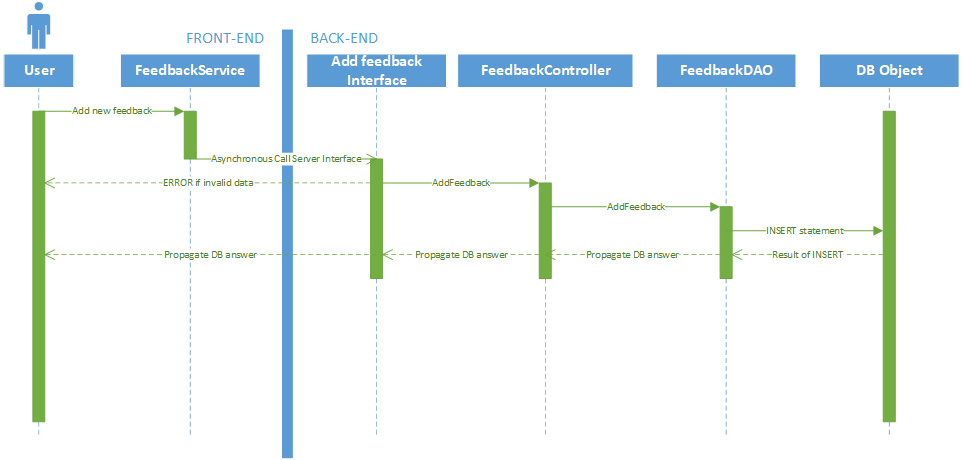 FRONT-END
BACK-END
User
FeedbackService
Add feedback
Interface
FeedbackController
FeedbackDAO
DB Object
Add new feedback
Asynchronous Call Server Interface
ERROR if invalid data
AddFeedback
AddFeedback
INSERT statement
Propagate DB answer
Propagate DB answer
Propagate DB answer
Result of INSERT